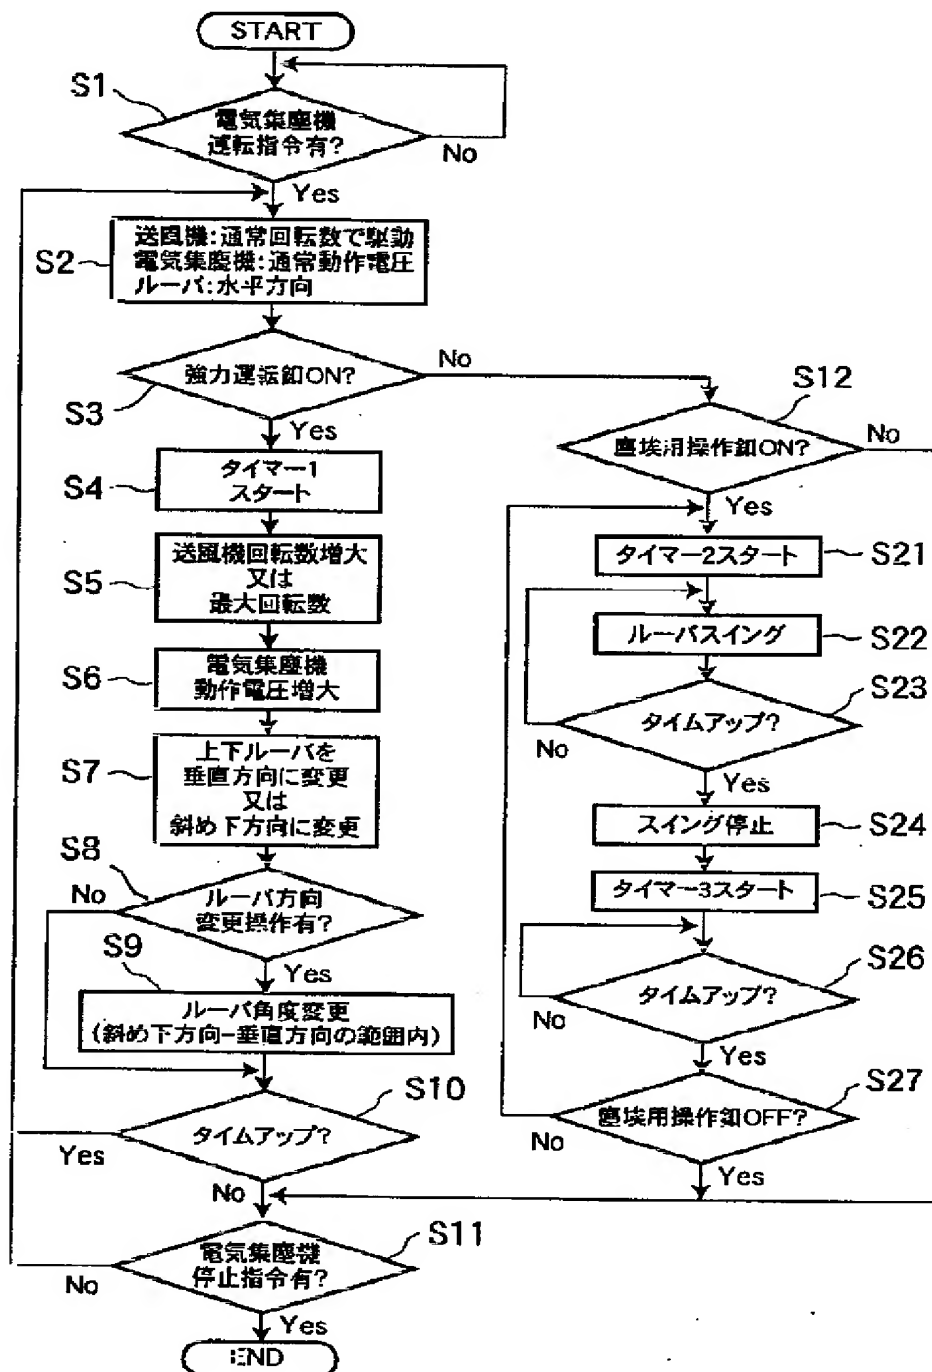 START
S1
電気集塵機
運転指令有?
No
Yes
S2
送風機:通常回転数で駆動
電気集塵機:通常動作電圧
ルーバ:水平方向
S3
強力運転釦ON?
No
Yes
S4
タイマー1
スタート
S5
送風機回転数増大
又は
最大回転数
S6
電気集塵機
動作電圧増大
S7
上下ルーバを
垂直方向に変更
又は
斜め下方向に変更
S8
ルーバ方向
変更操作有?
No
Yes
S9
ルーバ角度変更
(斜め下方向-垂直方向の範囲内)
S10
タイムアップ?
Yes
No
S11
電気集塵機
停止指令有?
No
Yes
END
S12
塵埃用操作釦ON?
No
Yes
タイマー2スタート
S21
ルーバスイング
S22
S23
タイムアップ?
No
Yes
スイング停止
S24
タイマー3スタート
S25
S26
タイムアップ?
No
Yes
S27
塵埃用操作釦OFF?
No
Yes